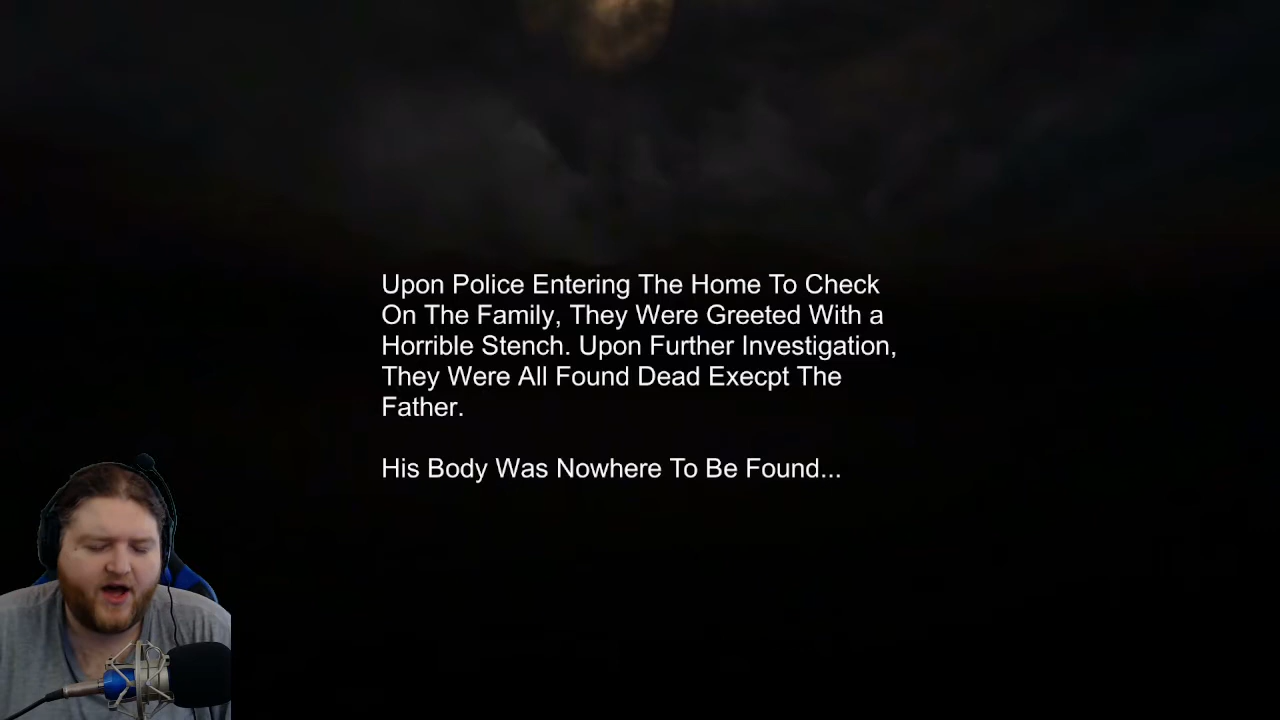 Upon Police Entering The Home To Check
On The Family, They Were Greeted With a
Horrible Stench. Upon Further Investigation,
They Were All Found Dead Execpt The
Father.
His Body Was Nowhere To Be Found...